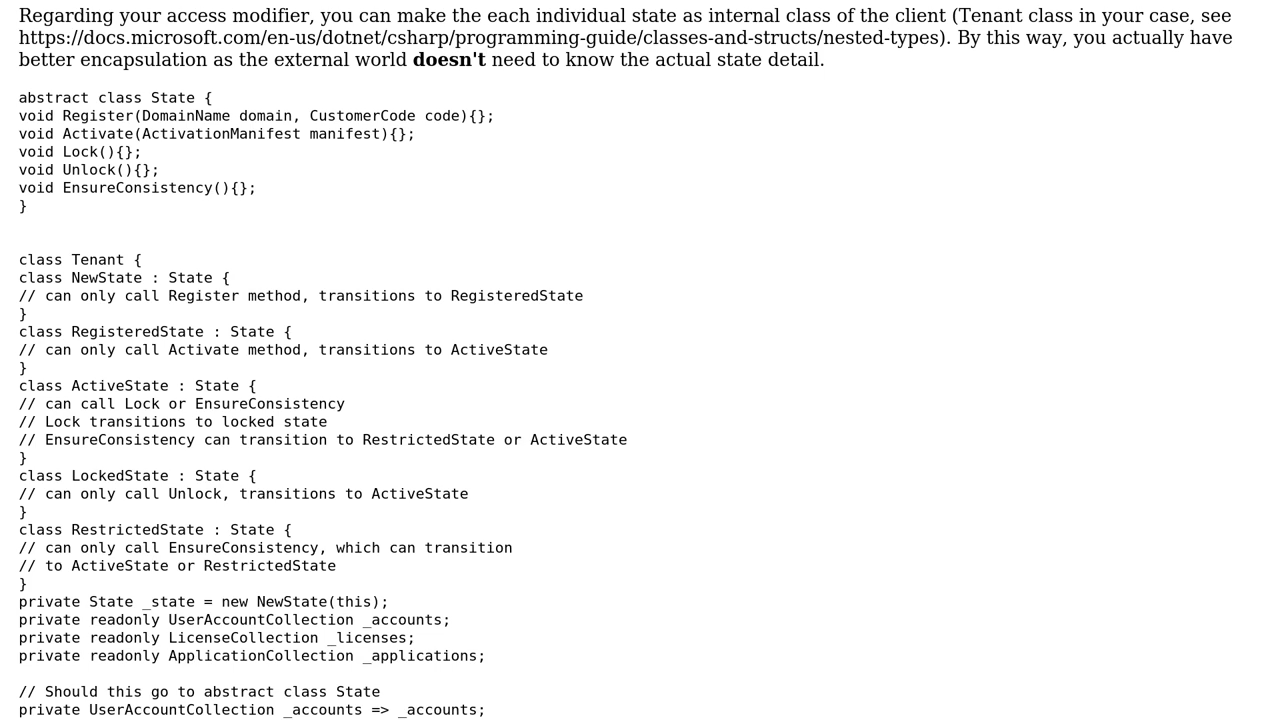 Regarding your access modifier, you can make the each individual state as internal class of the client (Tenant class in your case, see
https://docs.microsoft.com/en-us/dotnet/csharp/programming-guide/classes-and-structs/nested-types). By this way, you actually have
better encapsulation as the external world doesn't need to know the actual state detail.
abstract class State {
void Register(DomainName domain, CustomerCode code){};
void Activate(ActivationManifest manifest){};
void Lock(){};
void Unlock(){};
void EnsureConsistency(){};
}
class Tenant {
class NewState : State {
// can only call Register method, transitions to RegisteredState
}
class RegisteredState : State {
// can only call Activate method, transitions to ActiveState
}
class ActiveState : State {
// can call Lock or EnsureConsistency
// Lock transitions to locked state
// EnsureConsistency can transition to RestrictedState or ActiveState
}
class LockedState : State {
// can only call Unlock, transitions to ActiveState
}
class RestrictedState : State {
// can only call EnsureConsistency, which can transition
// to ActiveState or RestrictedState
}
private State _state = new NewState(this);
private readonly UserAccountCollection _accounts;
private readonly LicenseCollection _licenses;
private readonly ApplicationCollection _applications;
// Should this go to abstract class State
private UserAccountCollection _accounts => _accounts;